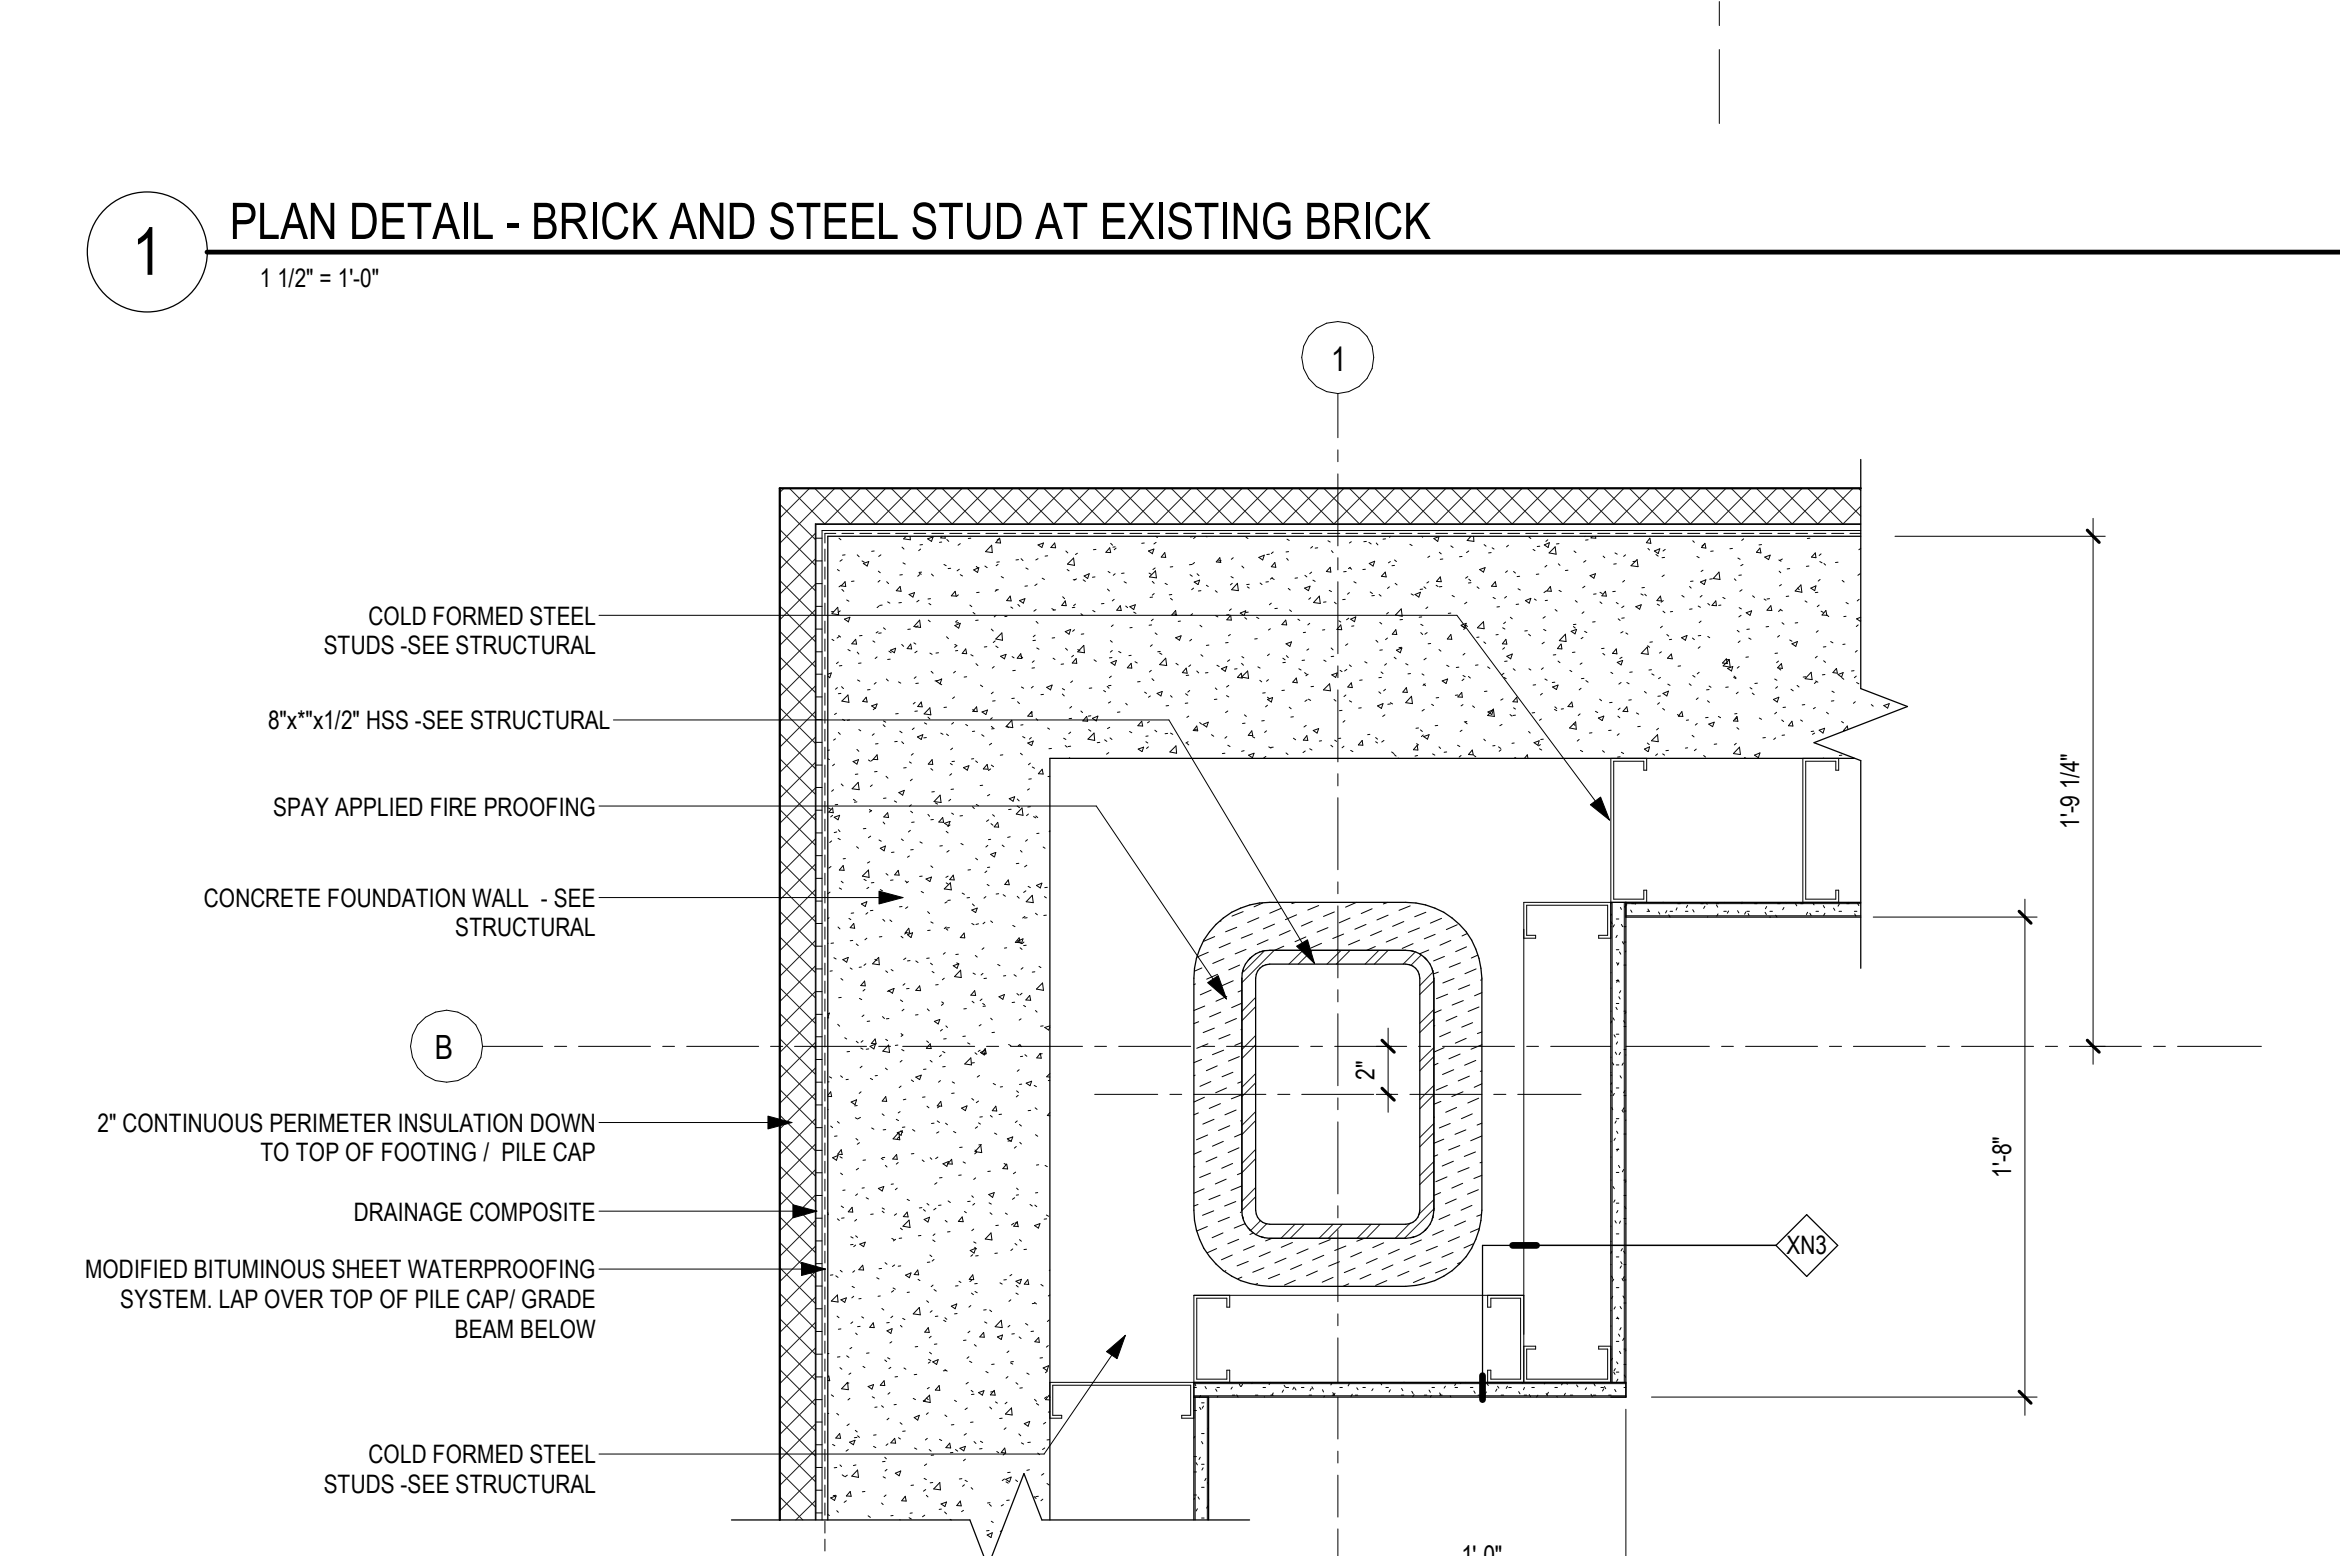 1
PLAN DETAIL - BRICK AND STEEL STUD AT EXISTING BRICK
1 1/2" = 1'-0"
1
COLD FORMED STEEL
STUDS -SEE STRUCTURAL
8"x*"x1/2" HSS -SEE STRUCTURAL
SPAY APPLIED FIRE PROOFING
CONCRETE FOUNDATION WALL - SEE
STRUCTURAL
B
2" CONTINUOUS PERIMETER INSULATION DOWN
TO TOP OF FOOTING / PILE CAP
DRAINAGE COMPOSITE
MODIFIED BITUMINOUS SHEET WATERPROOFING
SYSTEM. LAP OVER TOP OF PILE CAP/ GRADE
BEAM BELOW
COLD FORMED STEEL
STUDS -SEE STRUCTURAL
2"
1'-9 1/4"
1'-8"
XN3
1'-0"